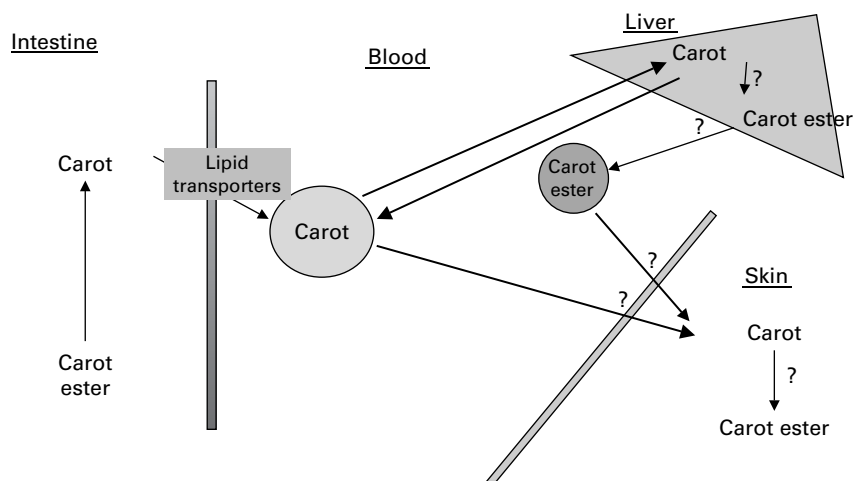 Intestine
Blood
Liver
Carot
?
Carot ester
?
Carot
Lipid
transporters
Carot
ester
Carot
?
?
Skin
Carot
?
Carot ester
Carot
ester